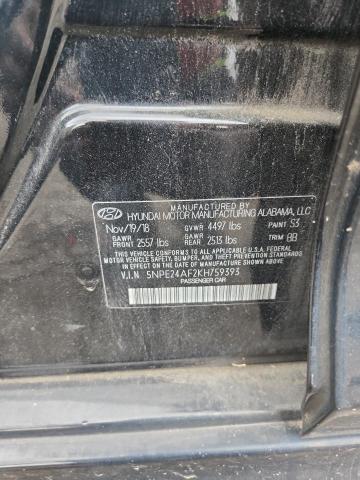 MANUFACTURED BY
HYUNDAI MOTOR MANUFACTURING ALABAMA, LLC
Nov/19/18 GVWR 4497 lbs PAINT S3
GAWR FRONT 2557 lbs GAWR REAR 2513 lbs TRIM BB
THIS VEHICLE CONFORMS TO ALL APPLICABLE U.S.A. FEDERAL
MOTOR VEHICLE SAFETY, BUMPER, AND THEFT PREVENTION
STANDARDS IN EFFECT ON THE DATE OF MANUFACTURE SHOWN ABOVE.
V.I.N 5NPE24AF2KH759393
PASSENGER CAR